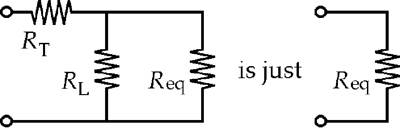 R_T
R_L
R_eq
is just
R_eq